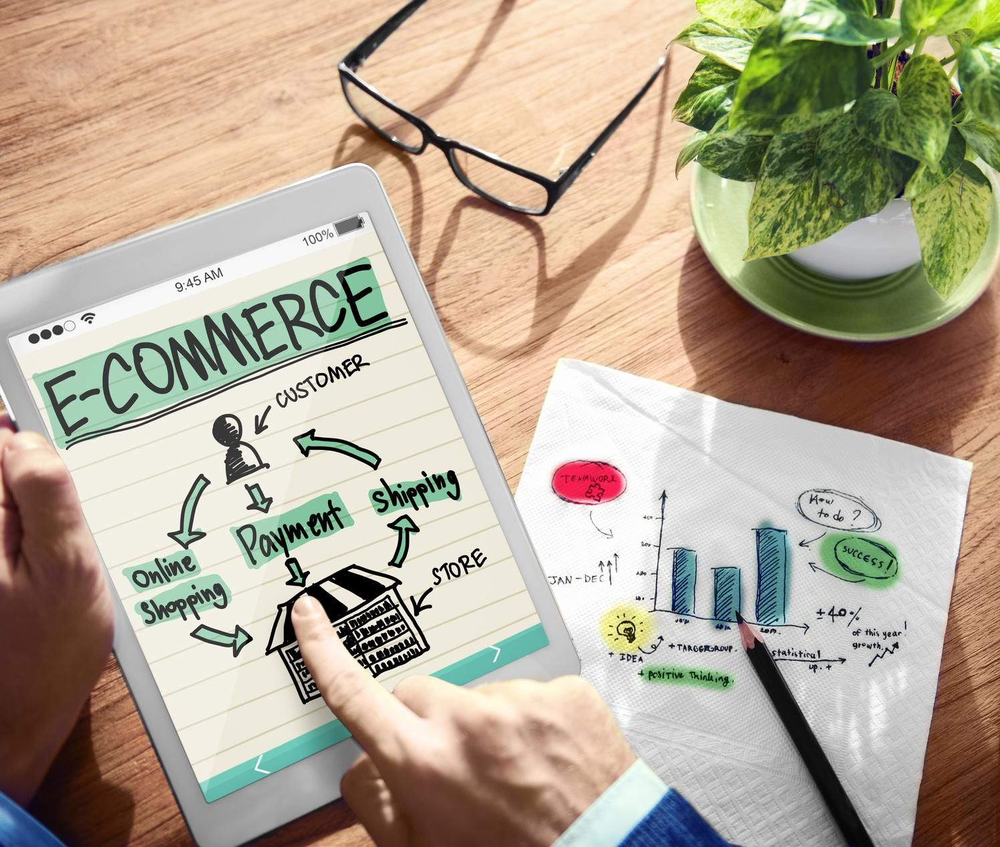 100%
9:45 AM
E-COMMERCE
CUSTOMER
shipping
Payment
Online
Shopping
STORE
TEAMWORK
How
to do ?
SUCCESS!
JAN-DEC
200
± 40%
of this year!
growth.
+ IDEA
statistical
up. +
+ positive Thinking.